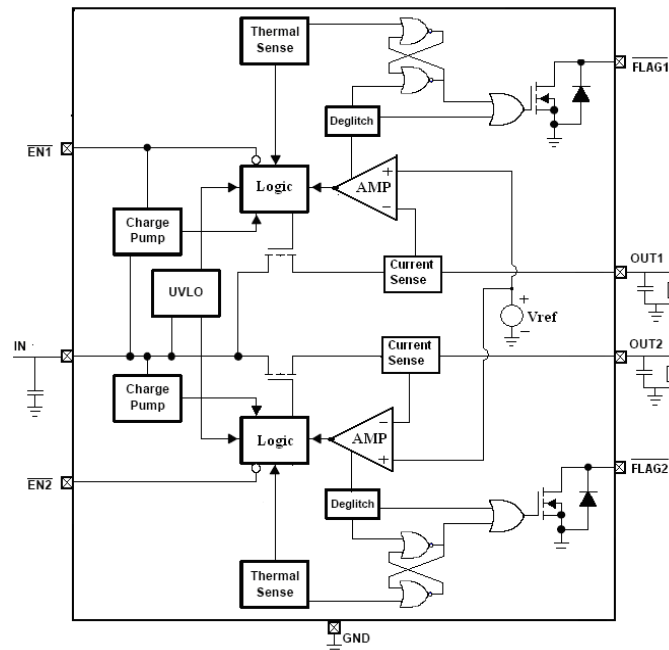 Thermal
Sense
FLAG1
Deglitch
EN1
Logic
+
AMP
−
Charge
Pump
UVLO
Current
Sense
OUT1
+
Vref
−
IN
OUT2
Current
Sense
Charge
Pump
Logic
−
AMP
+
EN2
FLAG2
Deglitch
Thermal
Sense
GND